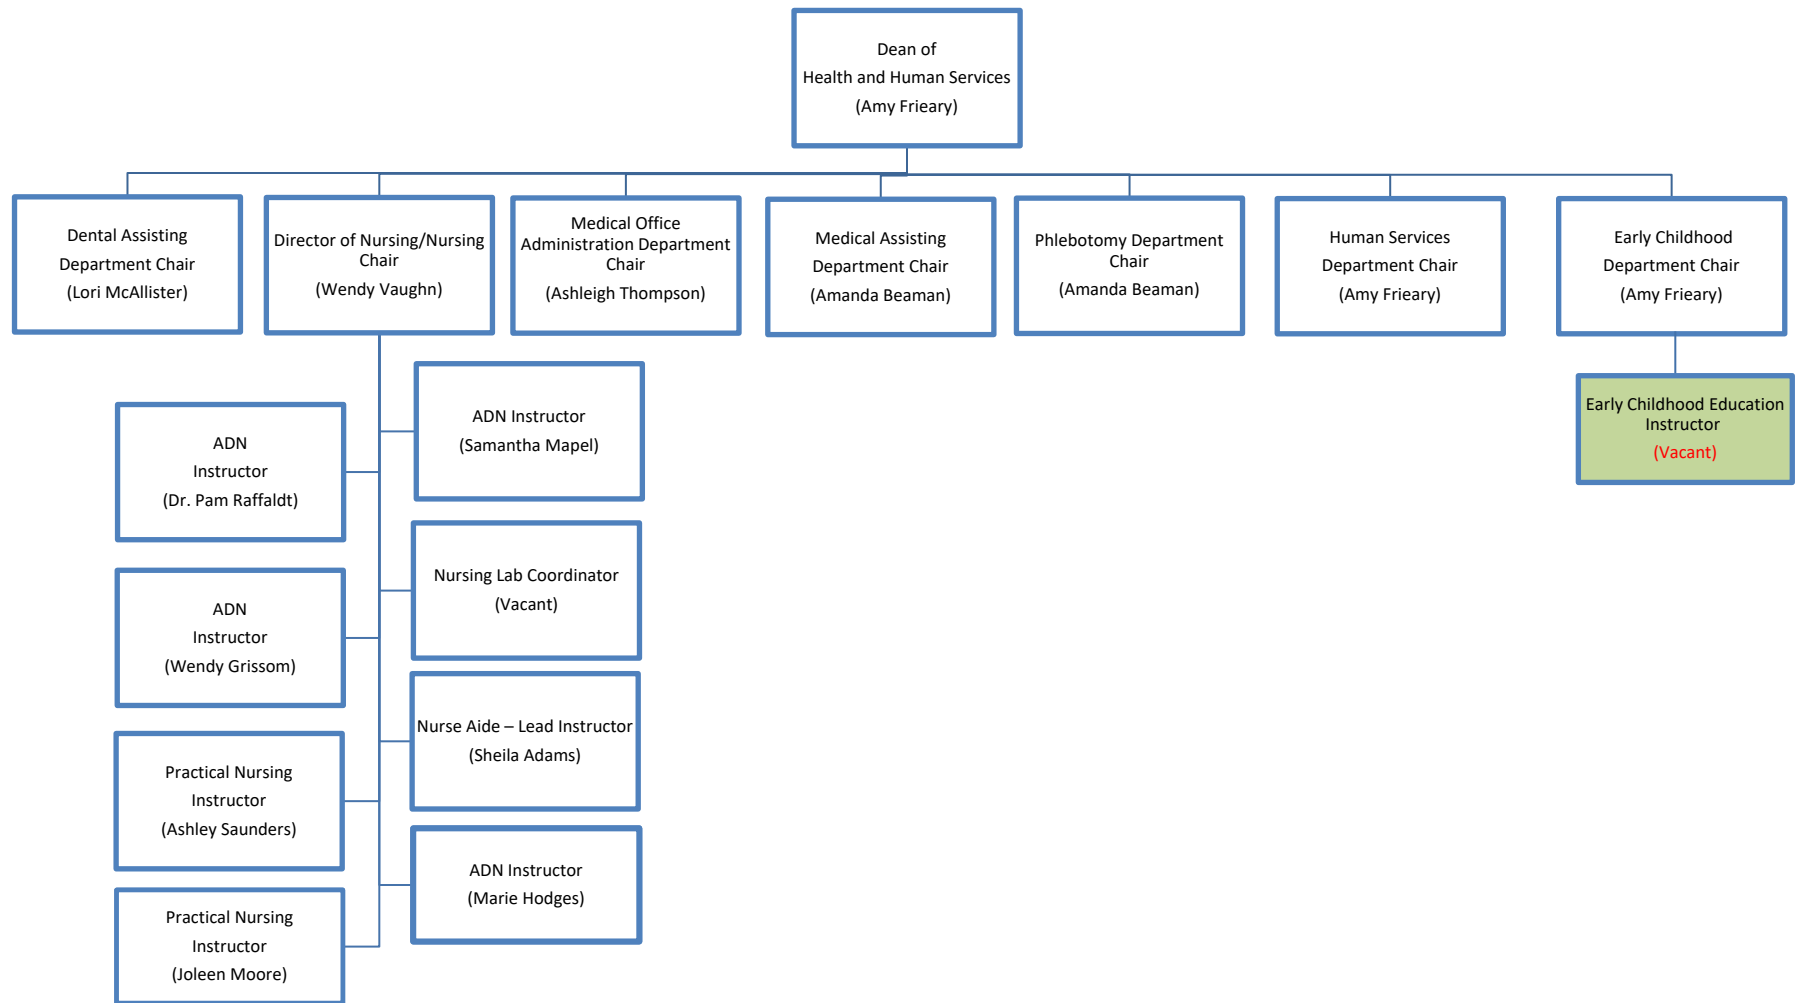 Dean of
Health and Human Services
(Amy Frieary)
Dental Assisting
Department Chair
(Lori McAllister)
Director of Nursing/Nursing
Chair
(Wendy Vaughn)
Medical Office
Administration Department
Chair
(Ashleigh Thompson)
Medical Assisting
Department Chair
(Amanda Beaman)
Phlebotomy Department
Chair
(Amanda Beaman)
Human Services
Department Chair
(Amy Frieary)
Early Childhood
Department Chair
(Amy Frieary)
Early Childhood Education
Instructor
(Vacant)
ADN Instructor
(Samantha Mapel)
ADN
Instructor
(Dr. Pam Raffaldt)
Nursing Lab Coordinator
(Vacant)
ADN
Instructor
(Wendy Grissom)
Nurse Aide – Lead Instructor
(Sheila Adams)
Practical Nursing
Instructor
(Ashley Saunders)
ADN Instructor
(Marie Hodges)
Practical Nursing
Instructor
(Joleen Moore)